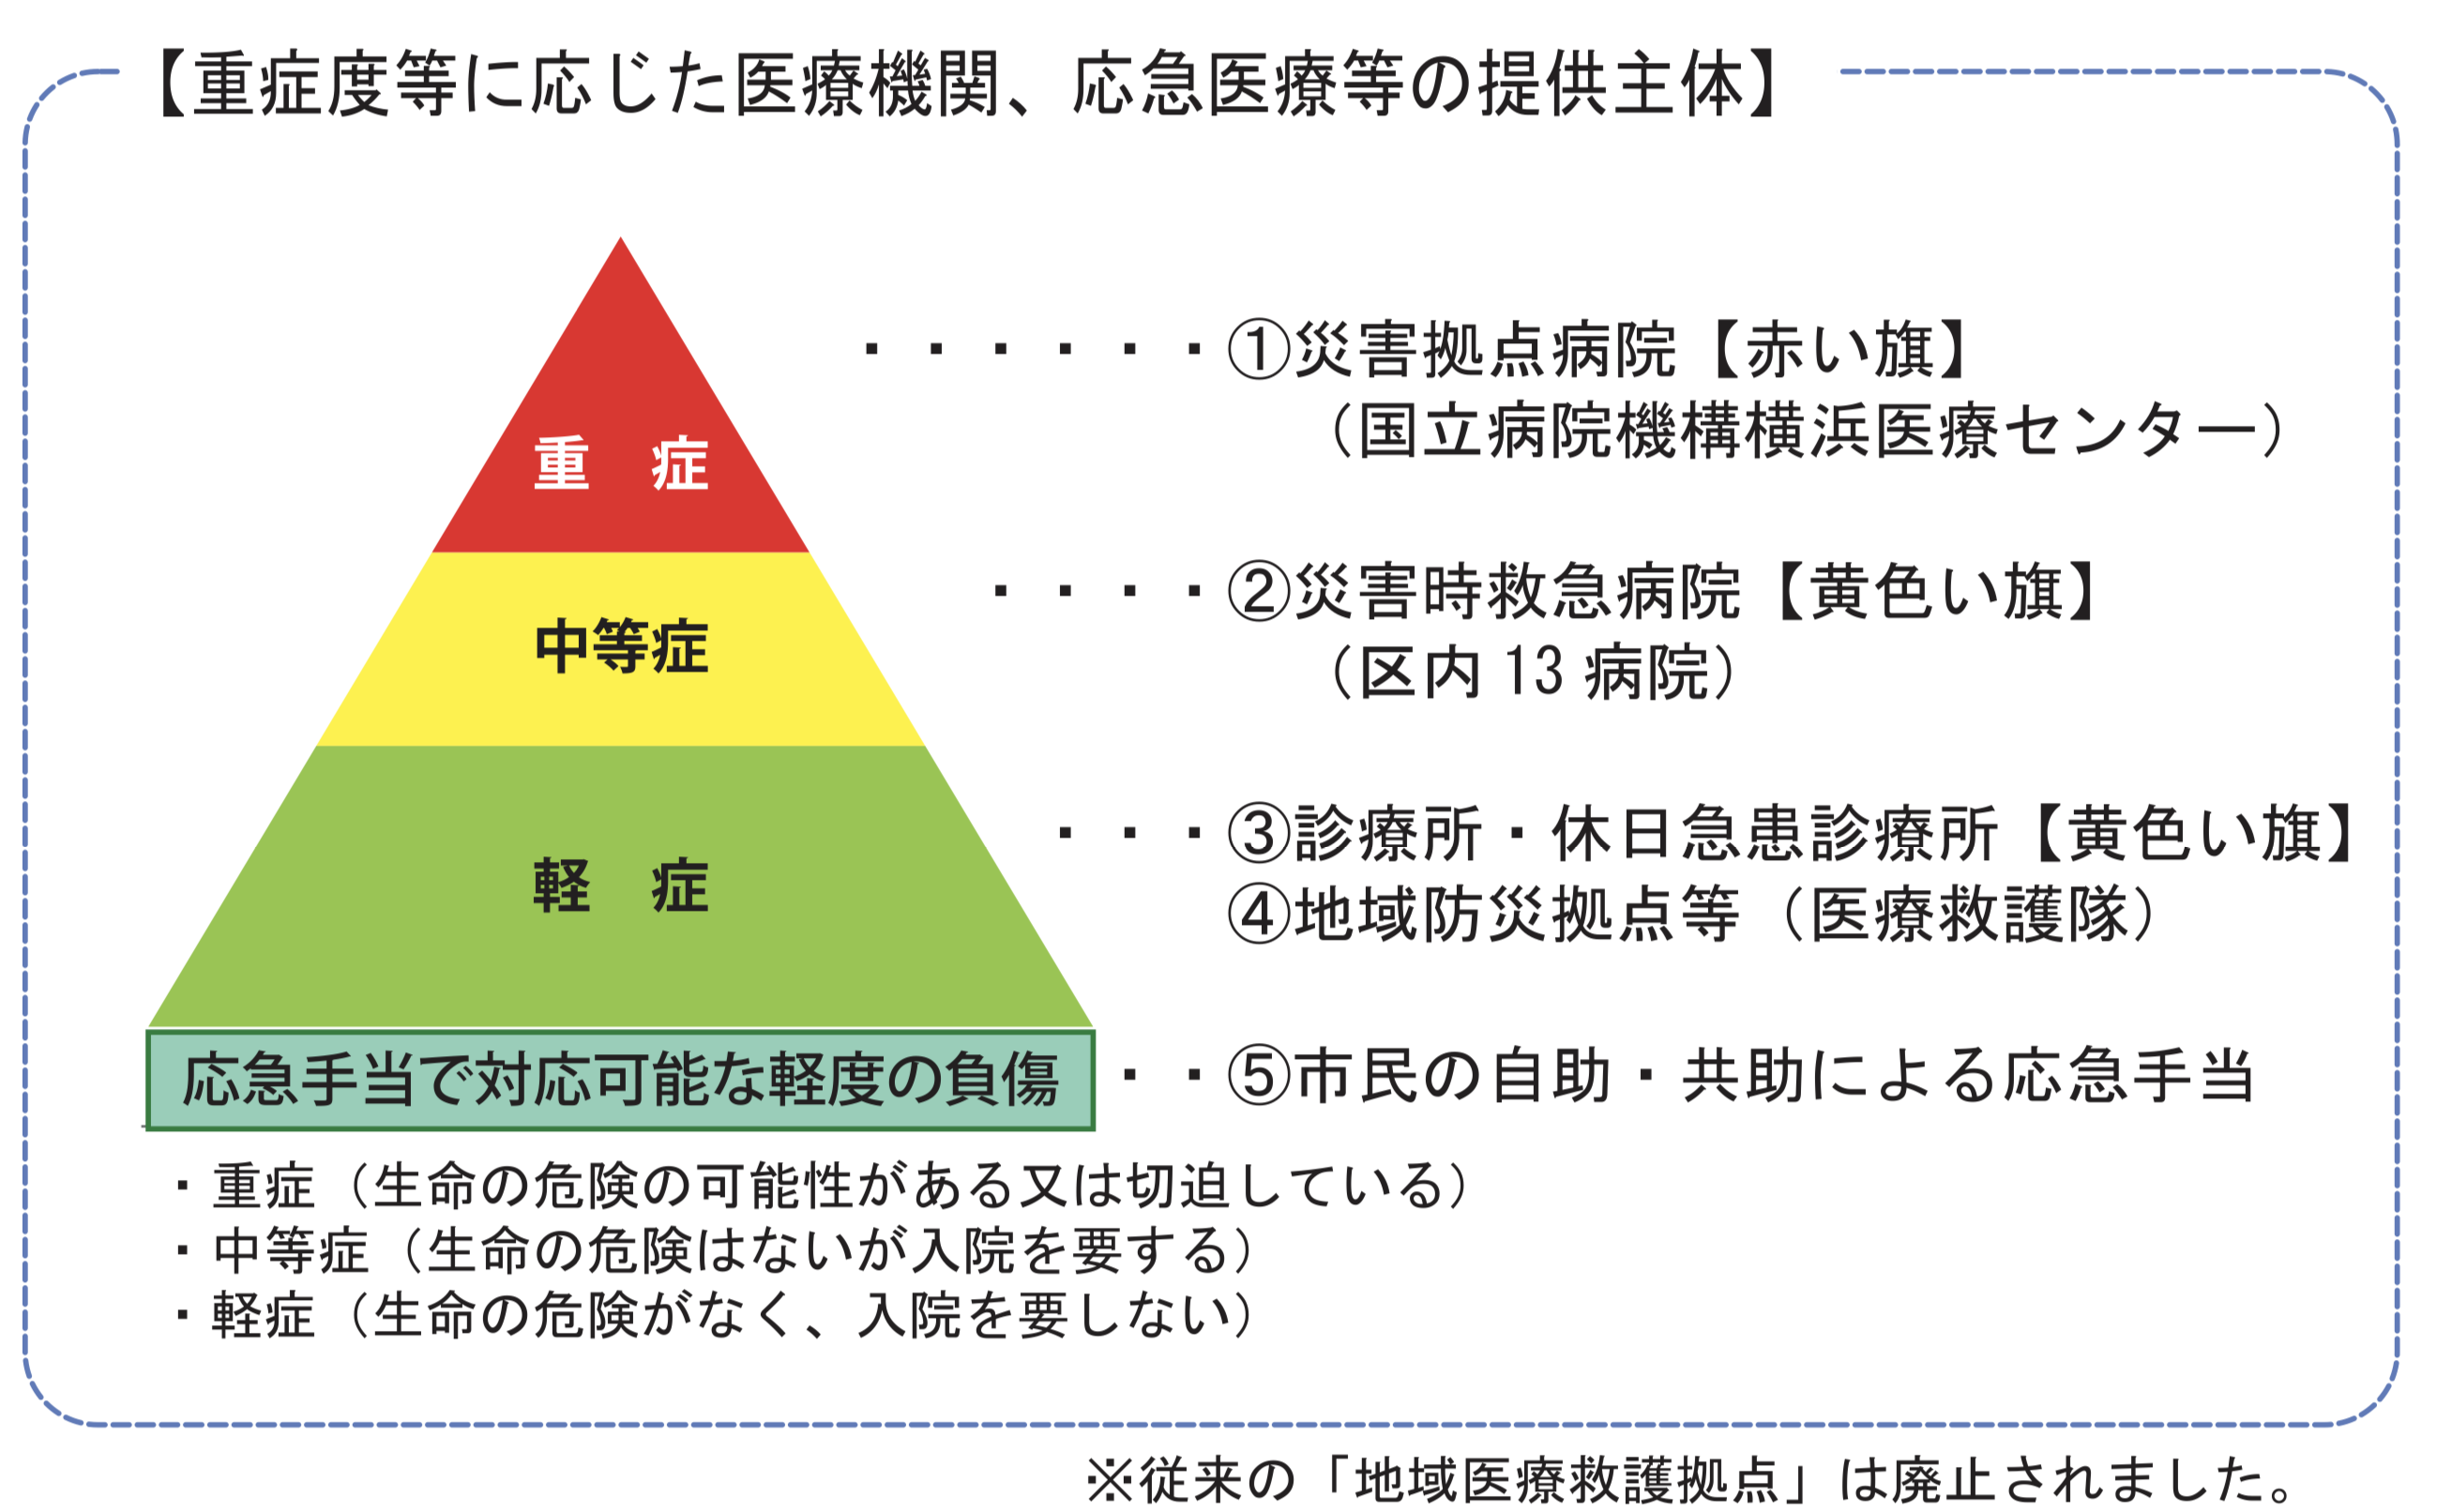 【重症度等に応じた医療機関、応急医療等の提供主体】
・・・・・・①災害拠点病院【赤い旗】
（国立病院機構横浜医療センター）
重　症
・・・・②災害時救急病院【黄色い旗】
（区内 13 病院）
中等症
・・・③診療所・休日急患診療所【黄色い旗】
軽　症
④地域防災拠点等（医療救護隊）
応急手当で対応可能な軽度の負傷
・・⑤市民の自助・共助による応急手当
・重症（生命の危険の可能性がある又は切迫している）
・中等症（生命の危険はないが入院を要する）
・軽症（生命の危険がなく、入院を要しない）
※従来の「地域医療救護拠点」は廃止されました。